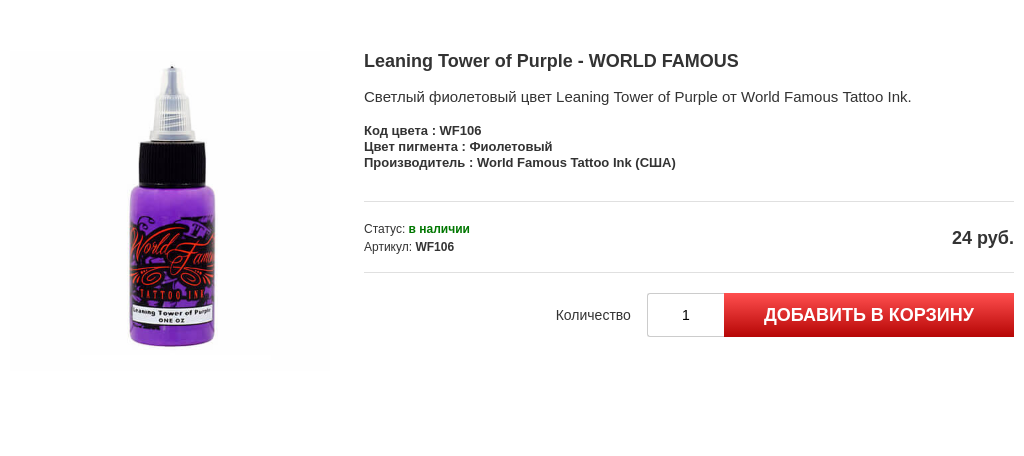 Leaning Tower of Purple - WORLD FAMOUS
Светлый фиолетовый цвет Leaning Tower of Purple от World Famous Tattoo Ink.
Код цвета : WF106
Цвет пигмента : Фиолетовый
Производитель : World Famous Tattoo Ink (США)
Статус: в наличии
Артикул: WF106
24 руб.
Количество
1
ДОБАВИТЬ В КОРЗИНУ
World Famous
TATTOO INK
Leaning Tower of Purple
ONE OZ